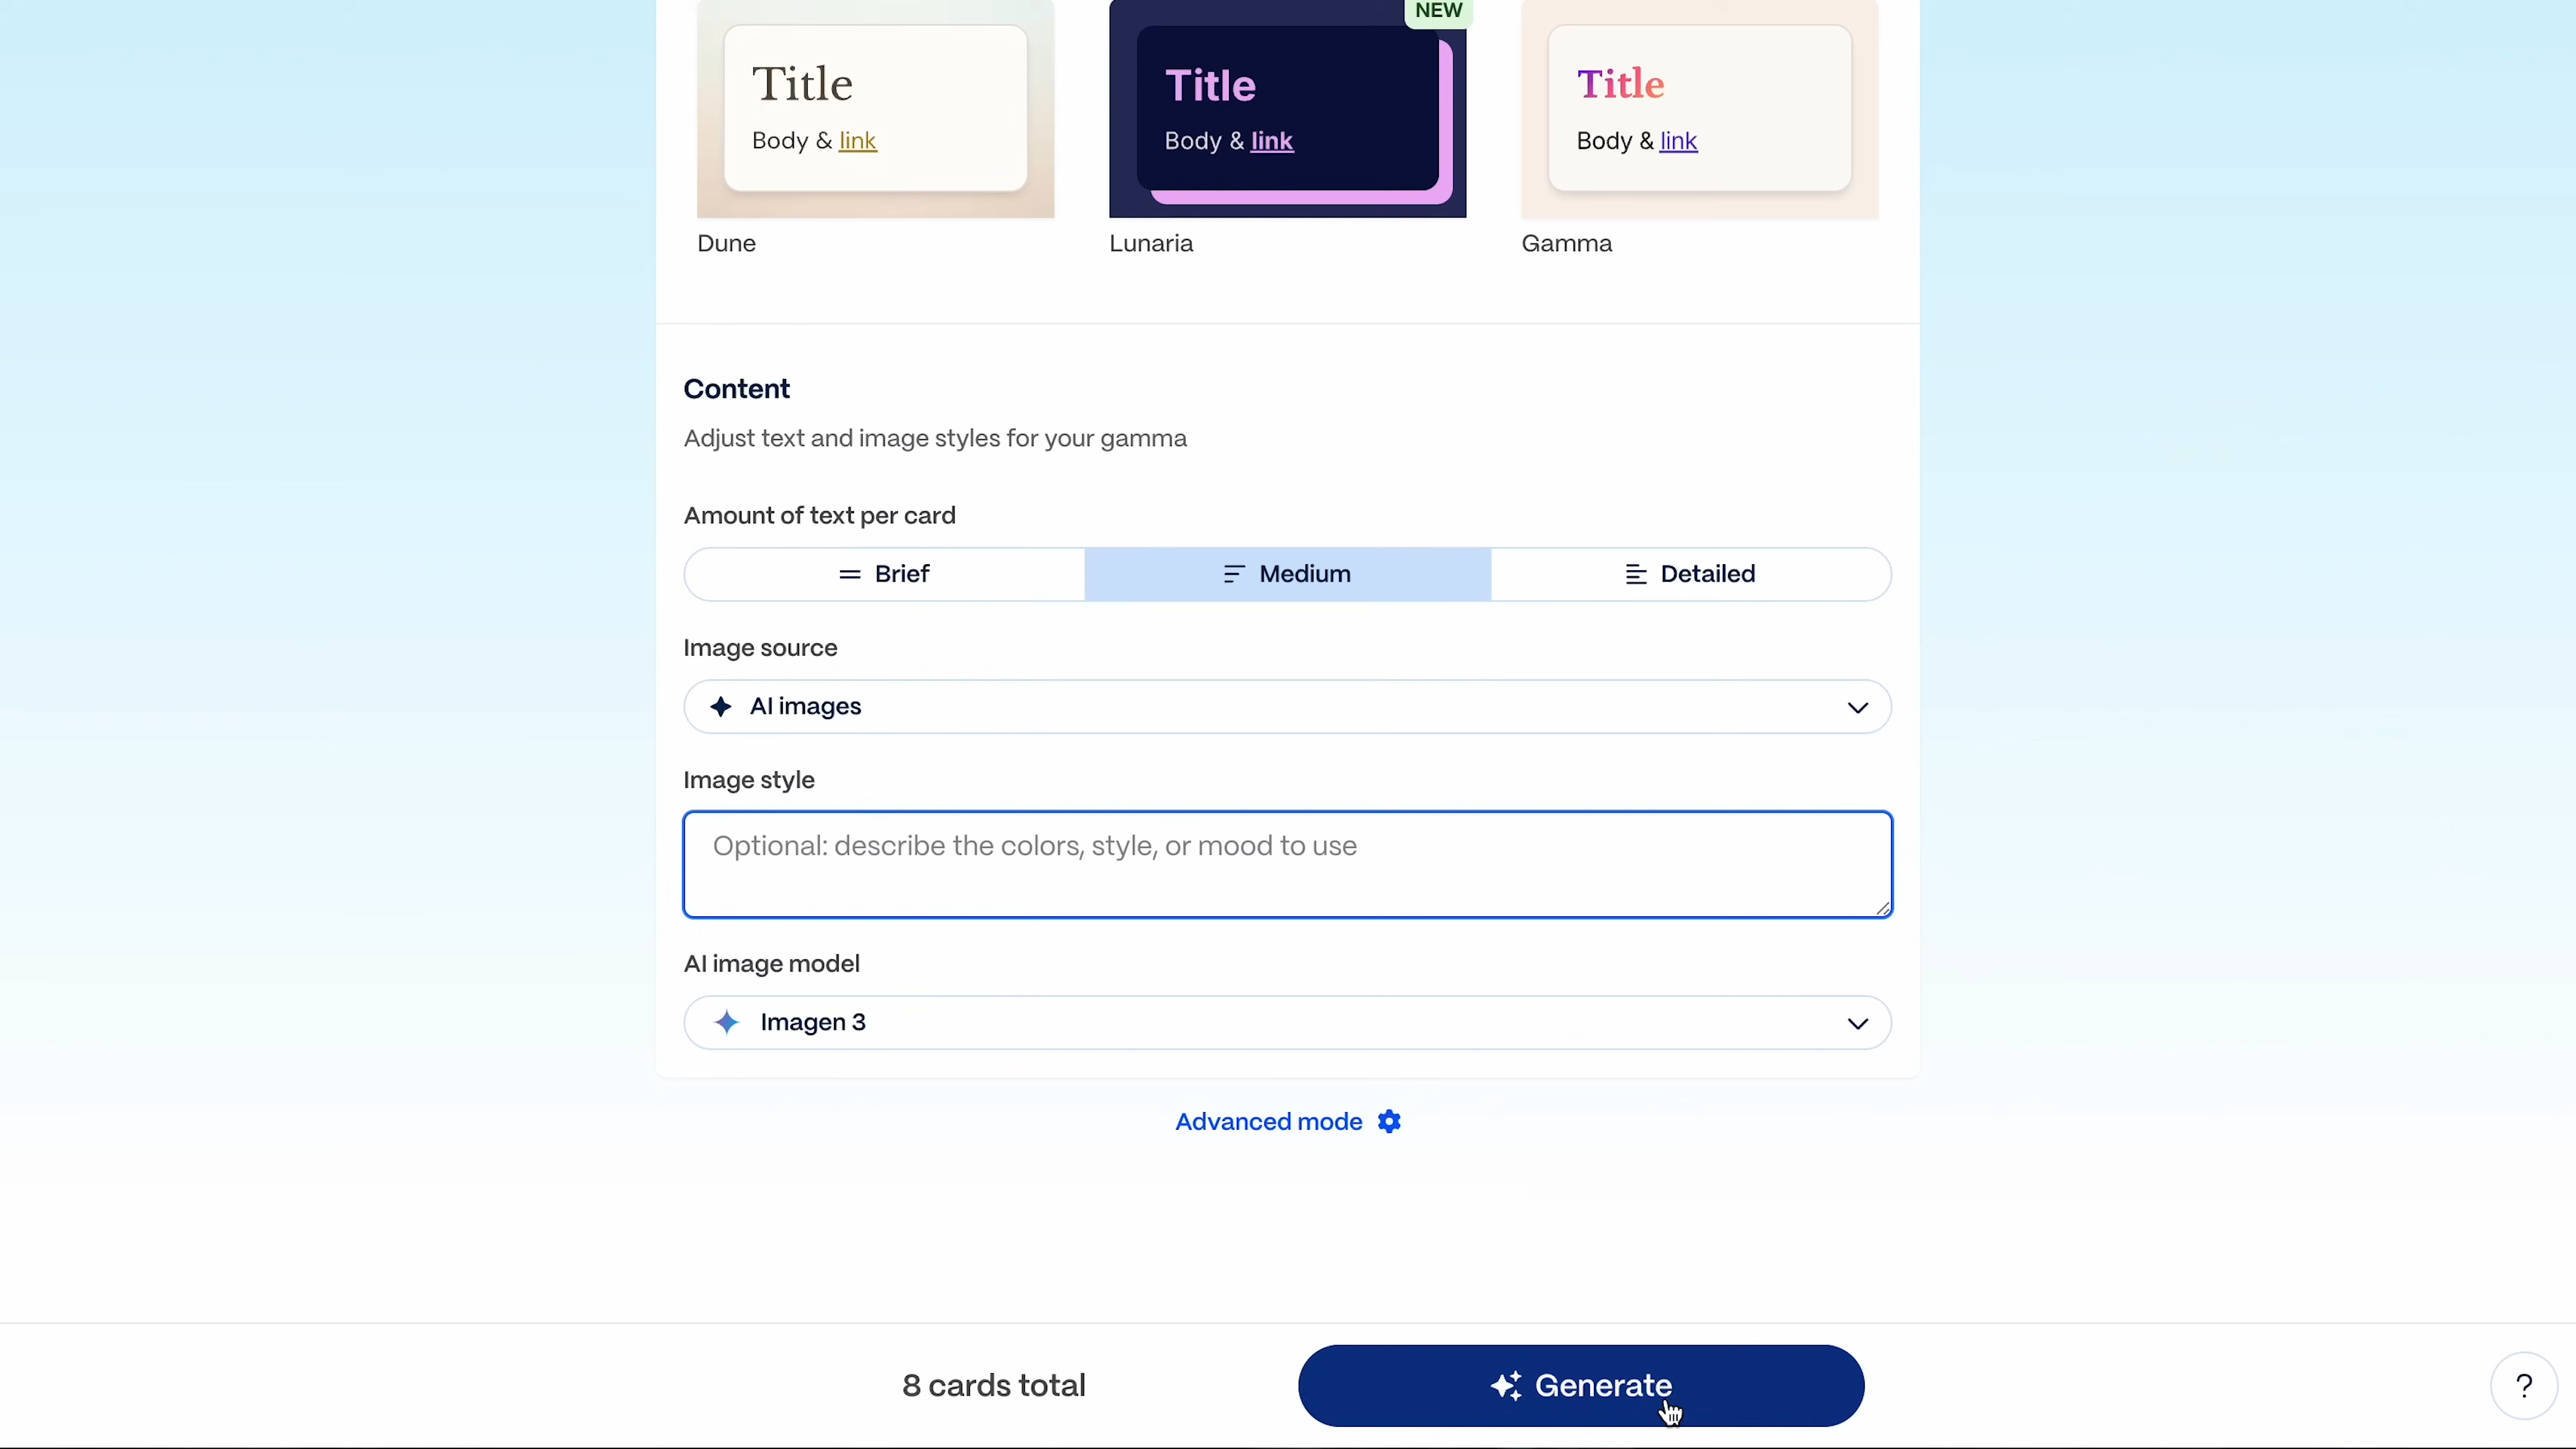 NEW
Title
Body & link
Dune
Title
Body & link
Lunaria
Title
Body & link
Gamma
Content
Adjust text and image styles for your gamma
Amount of text per card
Brief
Medium
Detailed
Image source
AI images
Image style
Optional: describe the colors, style, or mood to use
AI image model
Imagen 3
Advanced mode
8 cards total
Generate
?